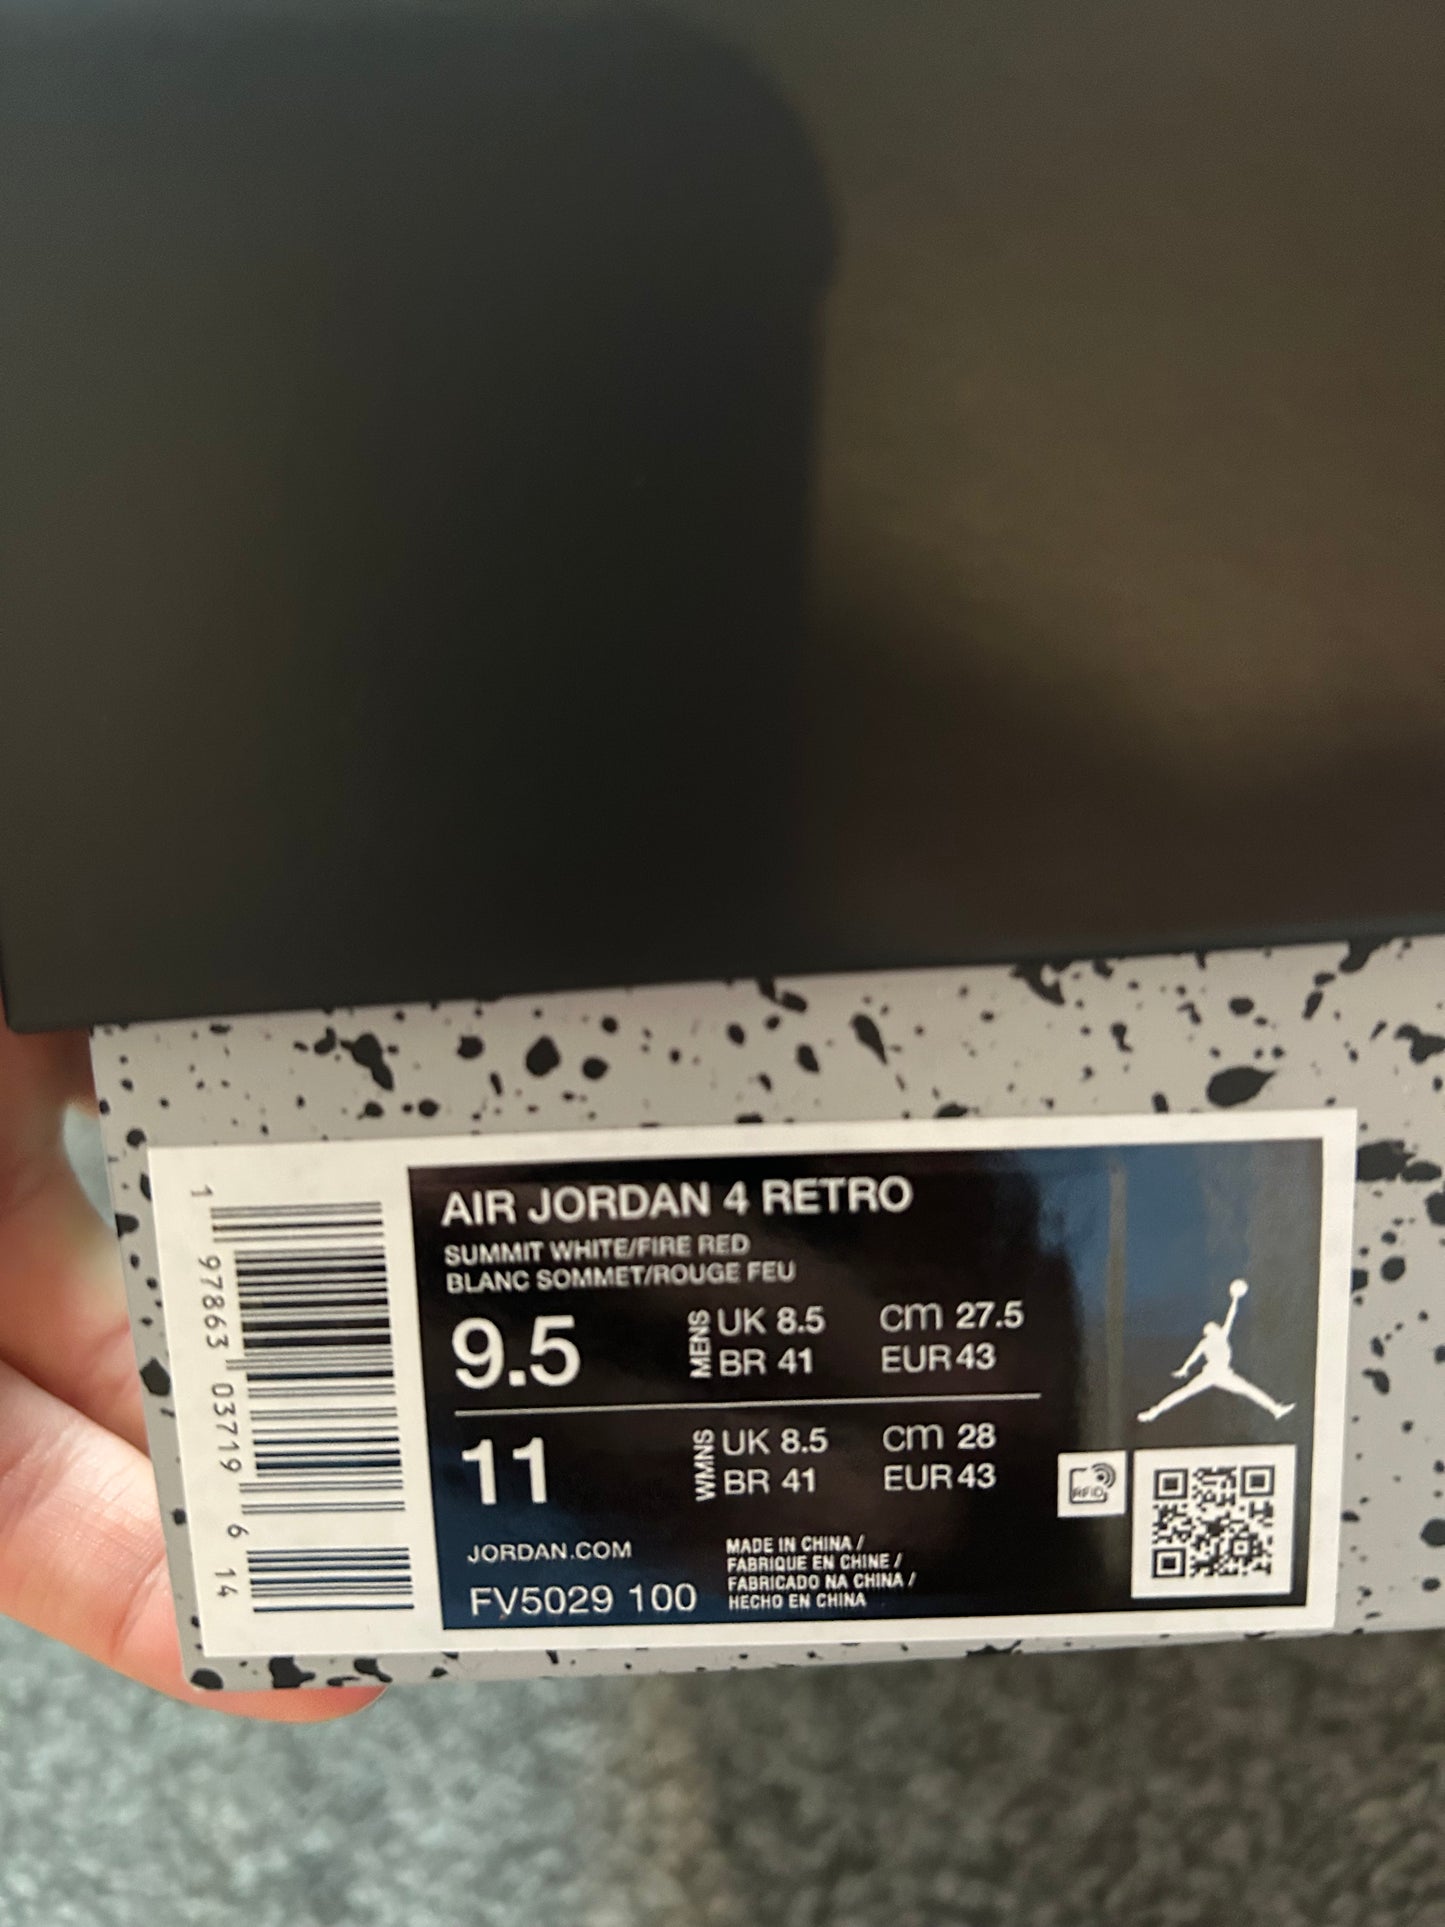 AIR JORDAN 4 RETRO
SUMMIT WHITE/FIRE RED
BLANC SOMMET/ROUGE FEU
9.5 MENS UK 8.5 cm 27.5
BR 41 EUR 43
11 WMNS UK 8.5 cm 28
BR 41 EUR 43
RFID
JORDAN.COM
FV5029 100
MADE IN CHINA /
FABRIQUE EN CHINE /
FABRICADO NA CHINA /
HECHO EN CHINA
1 97863 03719 6 14